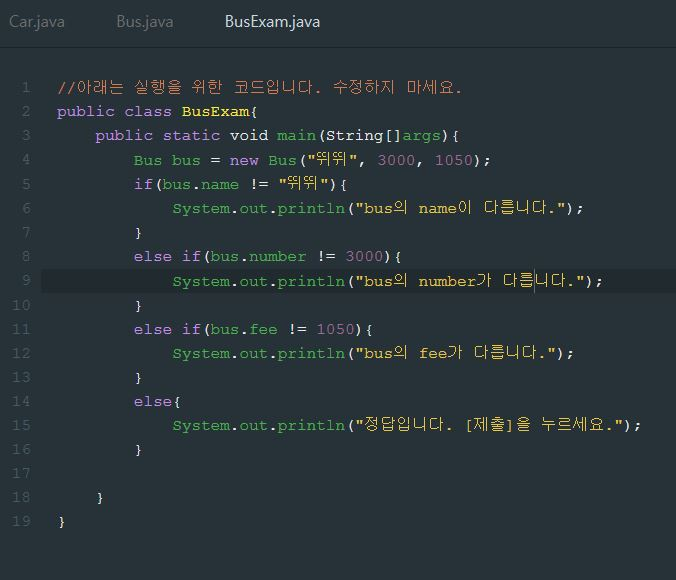 Car.java Bus.java BusExam.java
1 //아래는 실행을 위한 코드입니다. 수정하지 마세요.
2 public class BusExam{
3 public static void main(String[]args){
4 Bus bus = new Bus("뛰뛰", 3000, 1050);
5 if(bus.name != "뛰뛰"){
6 System.out.println("bus의 name이 다릅니다.");
7 }
8 else if(bus.number != 3000){
9 System.out.println("bus의 number가 다릅니다.");
10 }
11 else if(bus.fee != 1050){
12 System.out.println("bus의 fee가 다릅니다.");
13 }
14 else{
15 System.out.println("정답입니다. [제출]을 누르세요.");
16 }
17
18 }
19 }